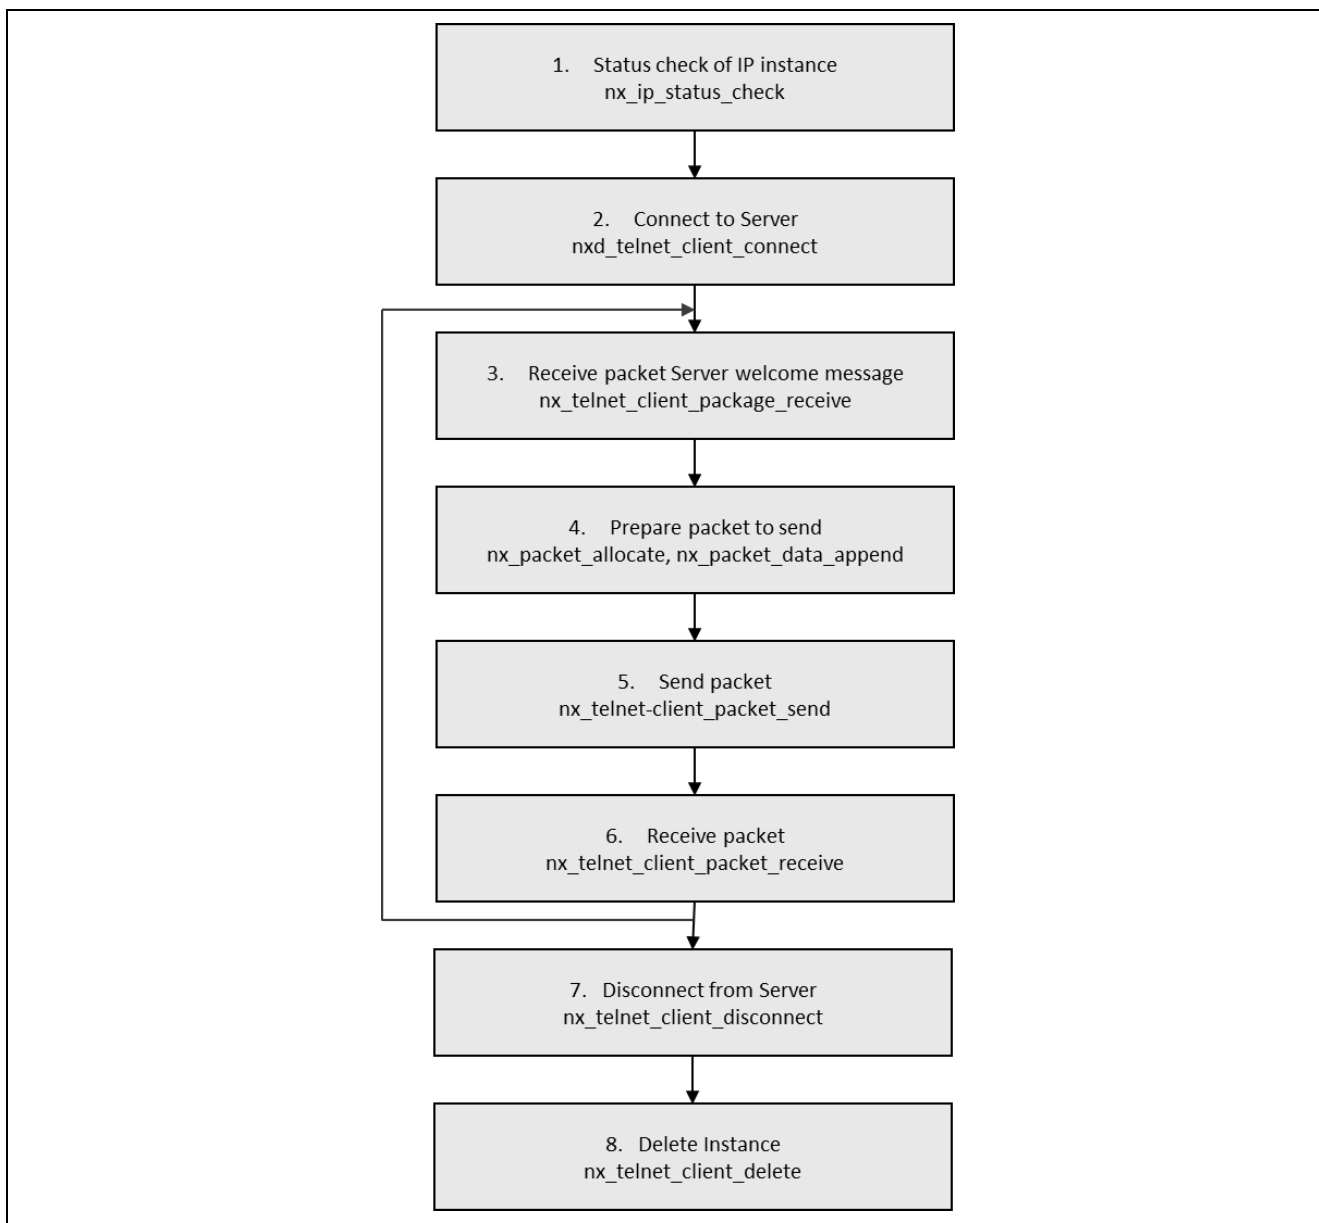 1. Status check of IP instance
nx_ip_status_check
2. Connect to Server
nxd_telnet_client_connect
3. Receive packet Server welcome message
nx_telnet_client_package_receive
4. Prepare packet to send
nx_packet_allocate, nx_packet_data_append
5. Send packet
nx_telnet-client_packet_send
6. Receive packet
nx_telnet_client_packet_receive
7. Disconnect from Server
nx_telnet_client_disconnect
8. Delete Instance
nx_telnet_client_delete